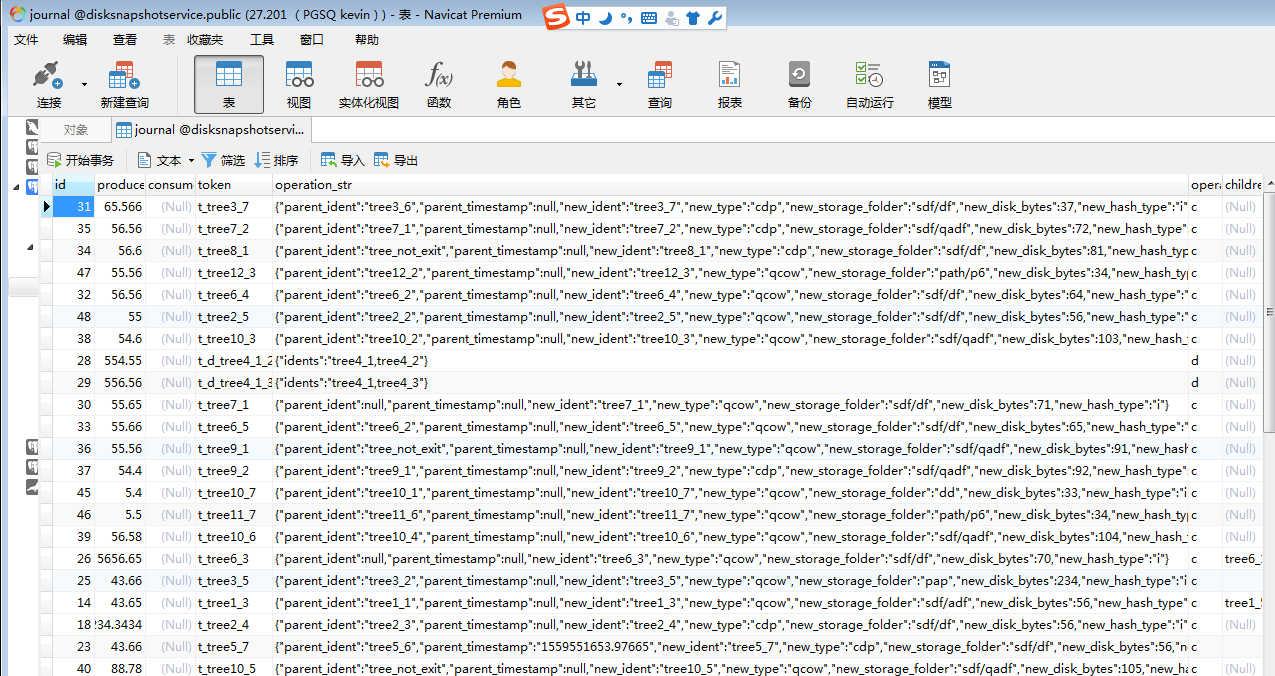 journal @disksnapshotservice.public (27.201 （PGSQ kevin ) ) - 表 - Navicat Premium
S 中
文件 编辑 查看 表 收藏夹 工具 窗口 帮助
连接 新建查询 表 视图 实体化视图 函数 角色 其它 查询 报表 备份 自动运行 模型
对象 journal @disksnapshotservi...
开始事务 文本 筛选 排序 导入 导出
id produce consum token operation_str opera children
31 65.566 (Null) t_tree3_7 {"parent_ident":"tree3_6","parent_timestamp":null,"new_ident":"tree3_7","new_type":"cdp","new_storage_folder":"sdf/df","new_disk_bytes":37,"new_hash_type":"i" c (Null)
35 56.56 (Null) t_tree7_2 {"parent_ident":"tree7_1","parent_timestamp":null,"new_ident":"tree7_2","new_type":"cdp","new_storage_folder":"sdf/qadf","new_disk_bytes":72,"new_hash_type" c (Null)
34 56.6 (Null) t_tree8_1 {"parent_ident":"tree_not_exit","parent_timestamp":null,"new_ident":"tree8_1","new_type":"cdp","new_storage_folder":"sdf/df","new_disk_bytes":81,"new_hash_typ c (Null)
47 55.56 (Null) t_tree12_3 {"parent_ident":"tree12_2","parent_timestamp":null,"new_ident":"tree12_3","new_type":"qcow","new_storage_folder":"path/p6","new_disk_bytes":34,"new_hash_typ c (Null)
32 56.56 (Null) t_tree6_4 {"parent_ident":"tree6_2","parent_timestamp":null,"new_ident":"tree6_4","new_type":"qcow","new_storage_folder":"sdf/df","new_disk_bytes":64,"new_hash_type":" c (Null)
48 55 (Null) t_tree2_5 {"parent_ident":"tree2_2","parent_timestamp":null,"new_ident":"tree2_5","new_type":"qcow","new_storage_folder":"sdf/df","new_disk_bytes":56,"new_hash_type":" c (Null)
38 54.6 (Null) t_tree10_3 {"parent_ident":"tree10_2","parent_timestamp":null,"new_ident":"tree10_3","new_type":"qcow","new_storage_folder":"sdf/qadf","new_disk_bytes":103,"new_hash_ c (Null)
28 554.55 (Null) t_d_tree4_1_2 {"idents":"tree4_1,tree4_2"} d (Null)
29 556.56 (Null) t_d_tree4_1_3 {"idents":"tree4_1,tree4_3"} d (Null)
30 55.65 (Null) t_tree7_1 {"parent_ident":null,"parent_timestamp":null,"new_ident":"tree7_1","new_type":"qcow","new_storage_folder":"sdf/df","new_disk_bytes":71,"new_hash_type":"i"} c (Null)
33 55.66 (Null) t_tree6_5 {"parent_ident":"tree6_2","parent_timestamp":null,"new_ident":"tree6_5","new_type":"qcow","new_storage_folder":"sdf/df","new_disk_bytes":65,"new_hash_type":" c (Null)
36 55.56 (Null) t_tree9_1 {"parent_ident":"tree_not_exit","parent_timestamp":null,"new_ident":"tree9_1","new_type":"qcow","new_storage_folder":"sdf/qadf","new_disk_bytes":91,"new_hash c (Null)
37 54.4 (Null) t_tree9_2 {"parent_ident":"tree9_1","parent_timestamp":null,"new_ident":"tree9_2","new_type":"cdp","new_storage_folder":"sdf/qadf","new_disk_bytes":92,"new_hash_type": c (Null)
45 5.4 (Null) t_tree10_7 {"parent_ident":"tree10_1","parent_timestamp":null,"new_ident":"tree10_7","new_type":"qcow","new_storage_folder":"dd","new_disk_bytes":33,"new_hash_type":"i c (Null)
46 5.5 (Null) t_tree11_7 {"parent_ident":"tree11_6","parent_timestamp":null,"new_ident":"tree11_7","new_type":"qcow","new_storage_folder":"path/p6","new_disk_bytes":34,"new_hash_typ c (Null)
39 56.58 (Null) t_tree10_6 {"parent_ident":"tree10_4","parent_timestamp":null,"new_ident":"tree10_6","new_type":"qcow","new_storage_folder":"sdf/qadf","new_disk_bytes":104,"new_hash_ c (Null)
26 5656.65 (Null) t_tree6_3 {"parent_ident":null,"parent_timestamp":null,"new_ident":"tree6_3","new_type":"qcow","new_storage_folder":"sdf/df","new_disk_bytes":70,"new_hash_type":"i"} c tree6_
25 43.66 (Null) t_tree3_5 {"parent_ident":"tree3_2","parent_timestamp":null,"new_ident":"tree3_5","new_type":"qcow","new_storage_folder":"pap","new_disk_bytes":234,"new_hash_type":"i c
14 43.65 (Null) t_tree1_3 {"parent_ident":"tree1_1","parent_timestamp":null,"new_ident":"tree1_3","new_type":"qcow","new_storage_folder":"sdf/adf","new_disk_bytes":56,"new_hash_type" c tree1_5
18 34.3434 (Null) t_tree2_4 {"parent_ident":"tree2_3","parent_timestamp":null,"new_ident":"tree2_4","new_type":"cdp","new_storage_folder":"sdf/df","new_disk_bytes":56,"new_hash_type":"i" c
23 43.66 (Null) t_tree5_7 {"parent_ident":"tree5_6","parent_timestamp":"1559551653.97665","new_ident":"tree5_7","new_type":"cdp","new_storage_folder":"sdf/df","new_disk_bytes":56,"ne c
40 88.78 (Null) t_tree10_5 {"parent_ident":"tree_not_exit","parent_timestamp":null,"new_ident":"tree10_5","new_type":"qcow","new_storage_folder":"sdf/qadf","new_disk_bytes":105,"new_ha c (Null)